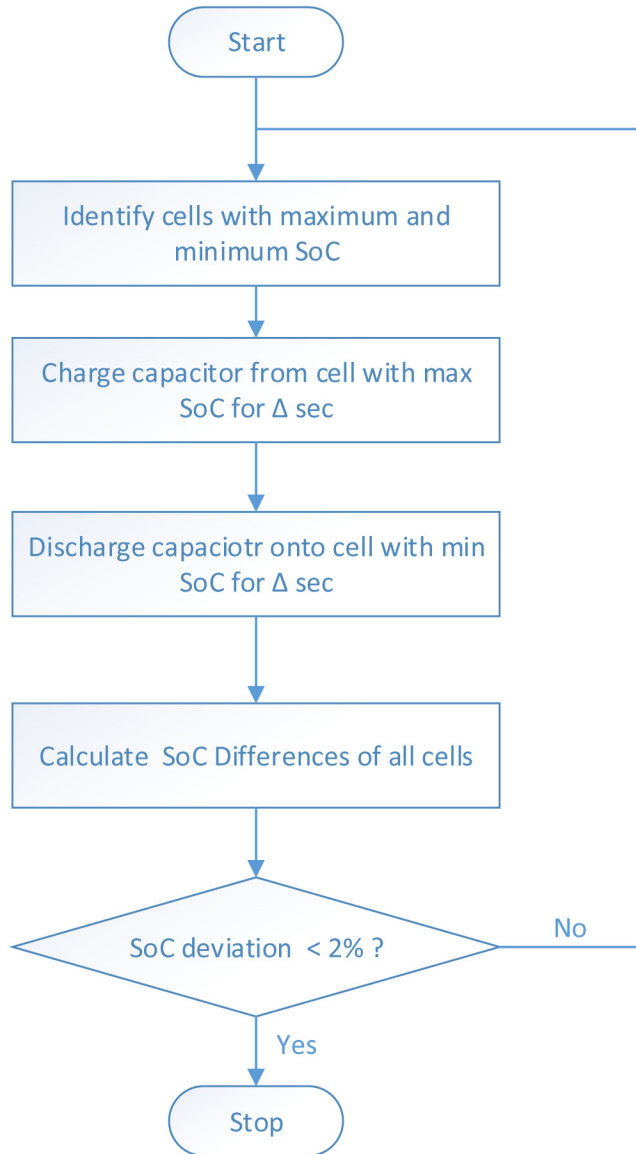 Start
Identify cells with maximum and
minimum SoC
Charge capacitor from cell with max
SoC for Δ sec
Discharge capaciotr onto cell with min
SoC for Δ sec
Calculate  SoC Differences of all cells
SoC deviation  < 2% ?
No
Yes
Stop